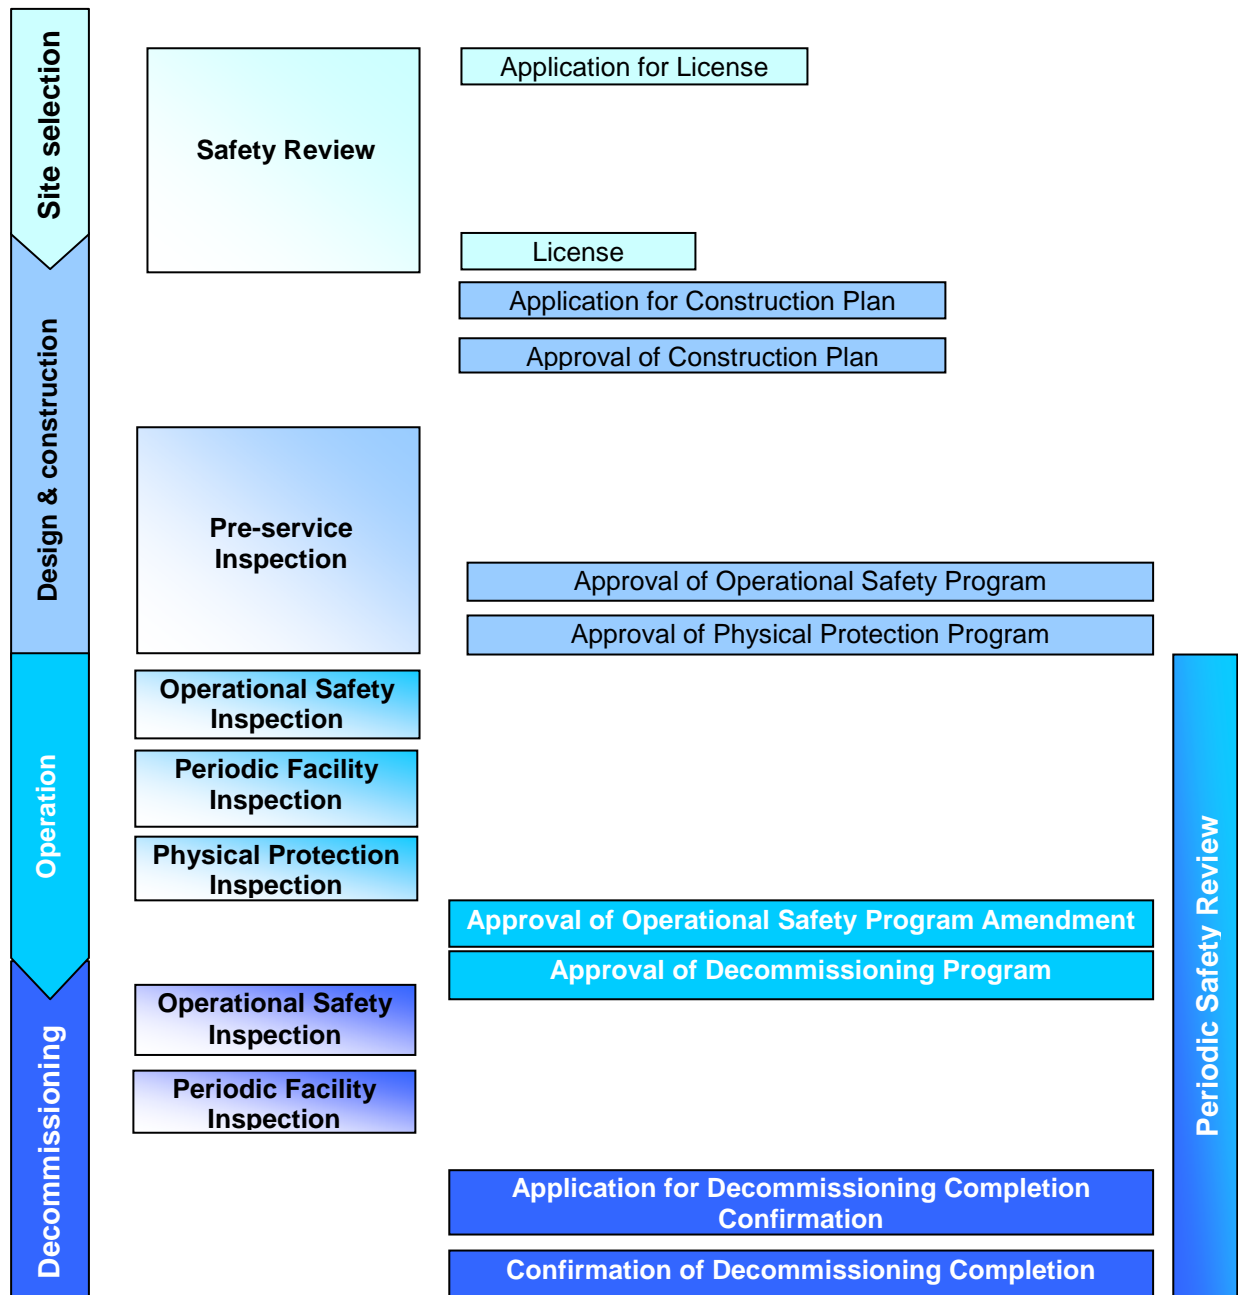 Site selection
Safety Review
Application for License
License
Design & construction
Application for Construction Plan
Approval of Construction Plan
Pre-service
Inspection
Approval of Operational Safety Program
Approval of Physical Protection Program
Operation
Operational Safety
Inspection
Periodic Facility
Inspection
Physical Protection
Inspection
Approval of Operational Safety Program Amendment
Approval of Decommissioning Program
Periodic Safety Review
Decommissioning
Operational Safety
Inspection
Periodic Facility
Inspection
Application for Decommissioning Completion
Confirmation
Confirmation of Decommissioning Completion